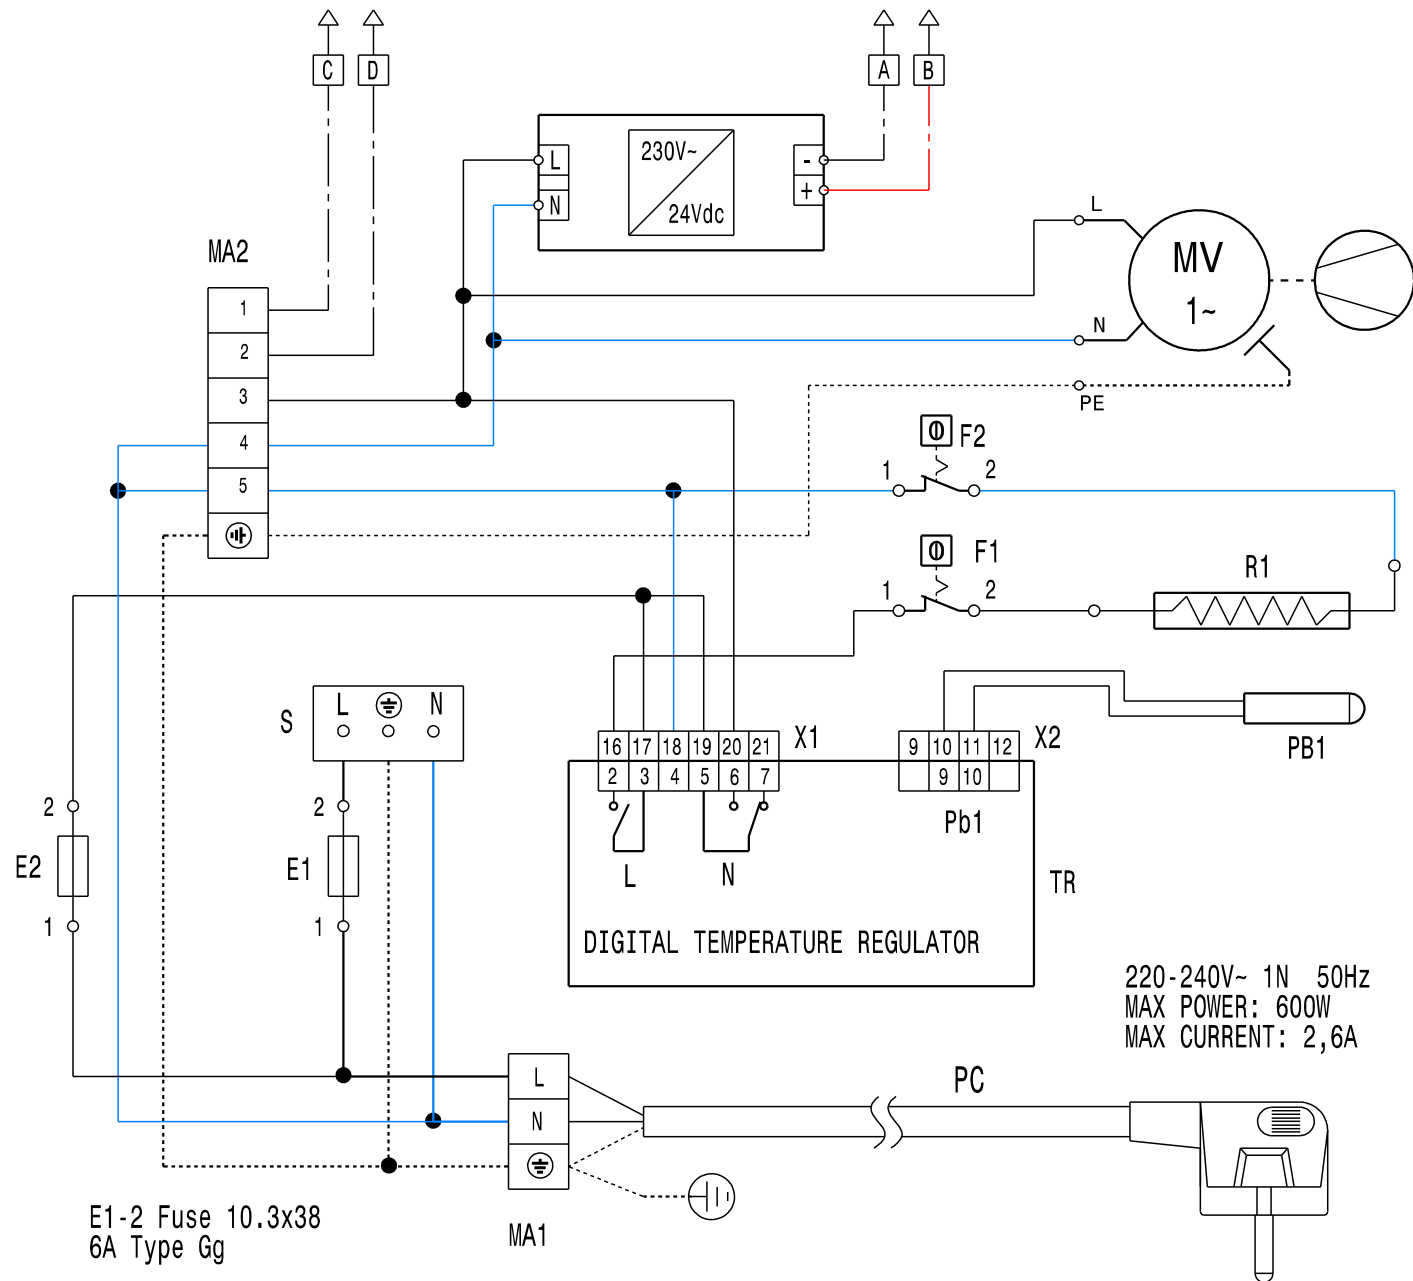 C D A B
230V~
24Vdc
L
N
-
+
L
MV
1~
N
PE
MA2
1
2
3
4
5
F2
1 2
F1
1 2
R1
S
L N
X1
16 17 18 19 20 21
2 3 4 5 6 7
X2
9 10 11 12
9 10
PB1
Pb1
L N
TR
DIGITAL TEMPERATURE REGULATOR
2
E2
1
2
E1
1
220-240V~ 1N 50Hz
MAX POWER: 600W
MAX CURRENT: 2,6A
L
N
PC
MA1
E1-2 Fuse 10.3x38
6A Type Gg